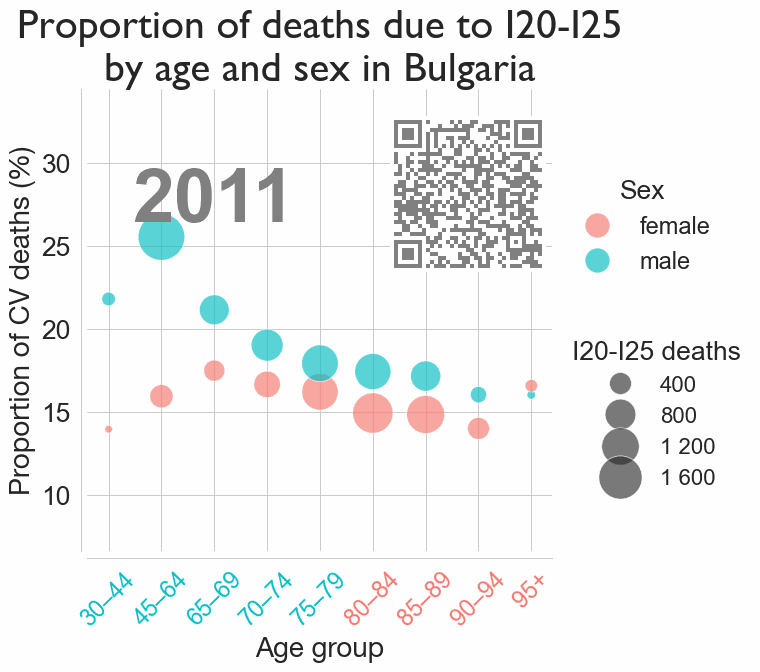 Proportion of deaths due to I20-I25
by age and sex in Bulgaria
Proportion of CV deaths (%)
30
25
20
15
10
2011
Sex
female
male
I20-I25 deaths
400
800
1 200
1 600
30–44
45–64
65–69
70–74
75–79
80–84
85–89
90–94
95+
Age group